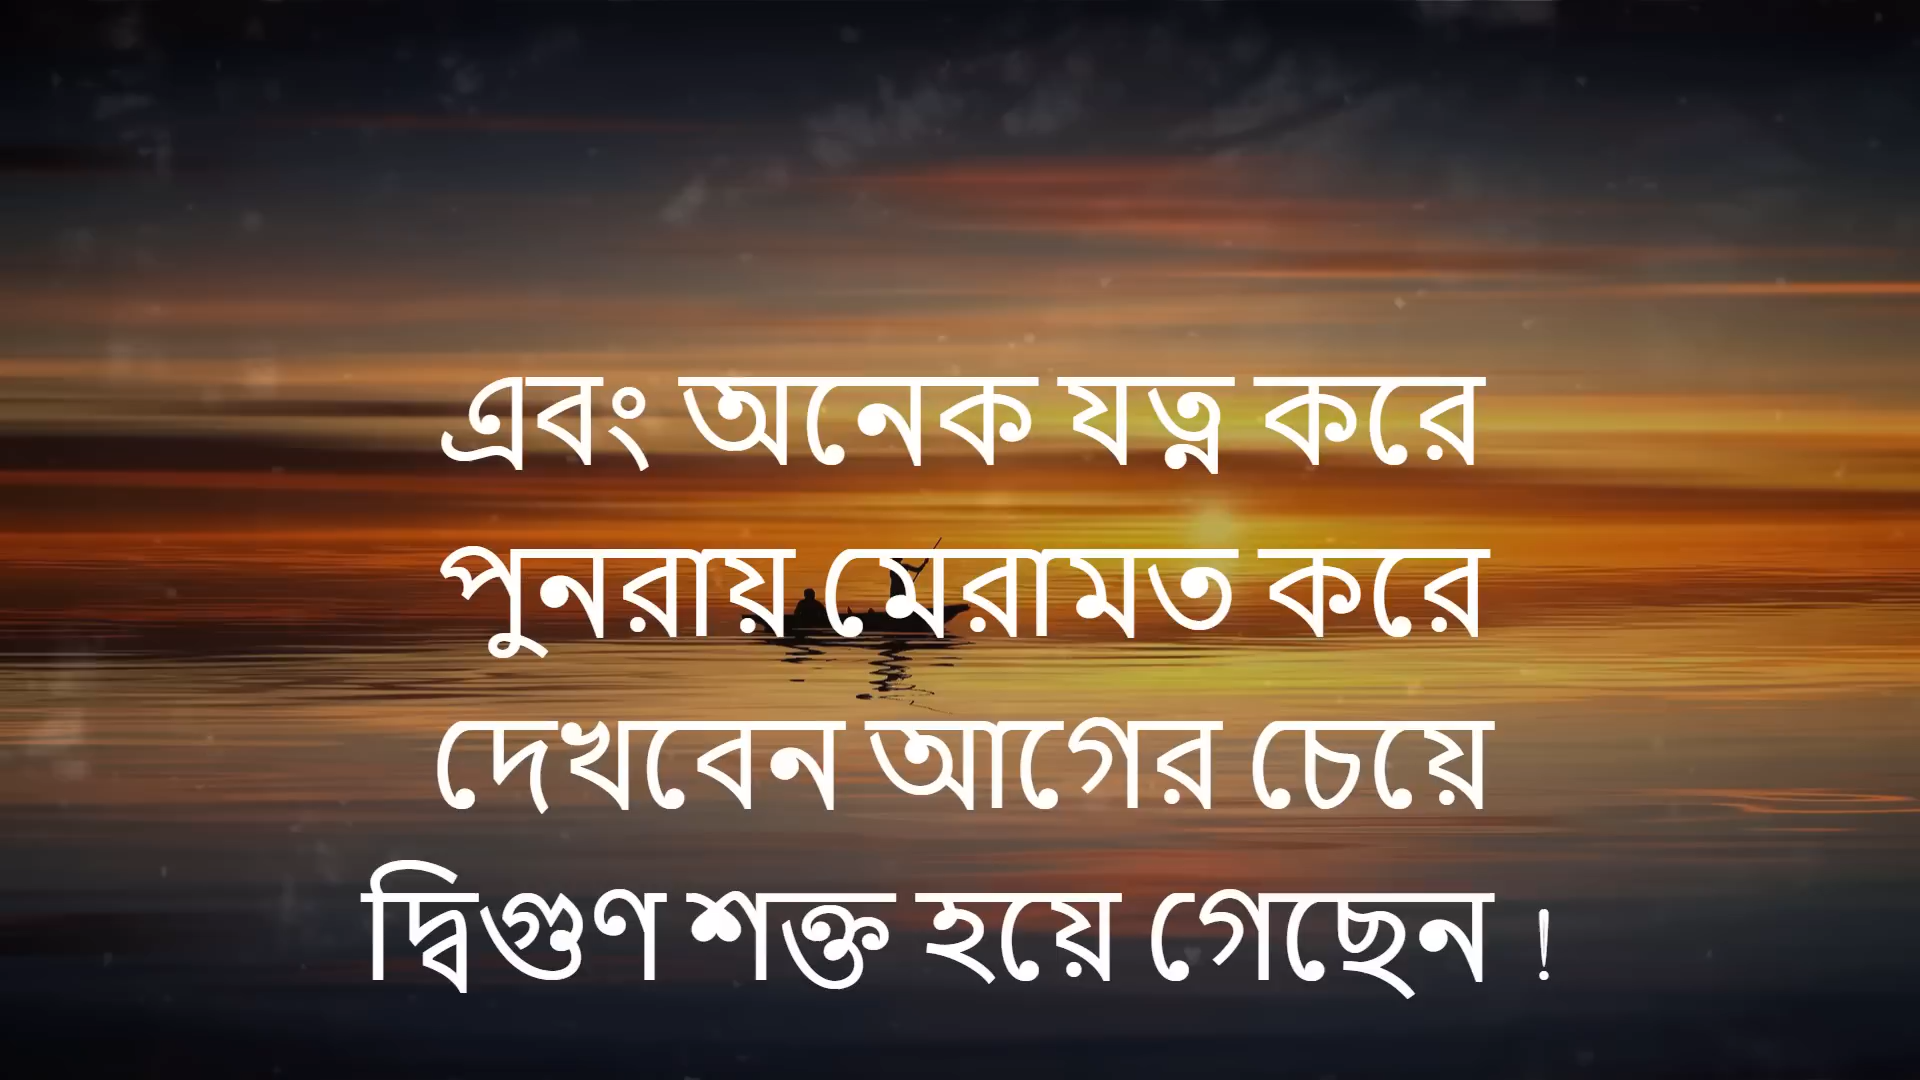 এবং অনেক যত্ন করে
পুনরায় মেরামত করে
দেখবেন আগের চেয়ে
দ্বিগুণ শক্ত হয়ে গেছেন !